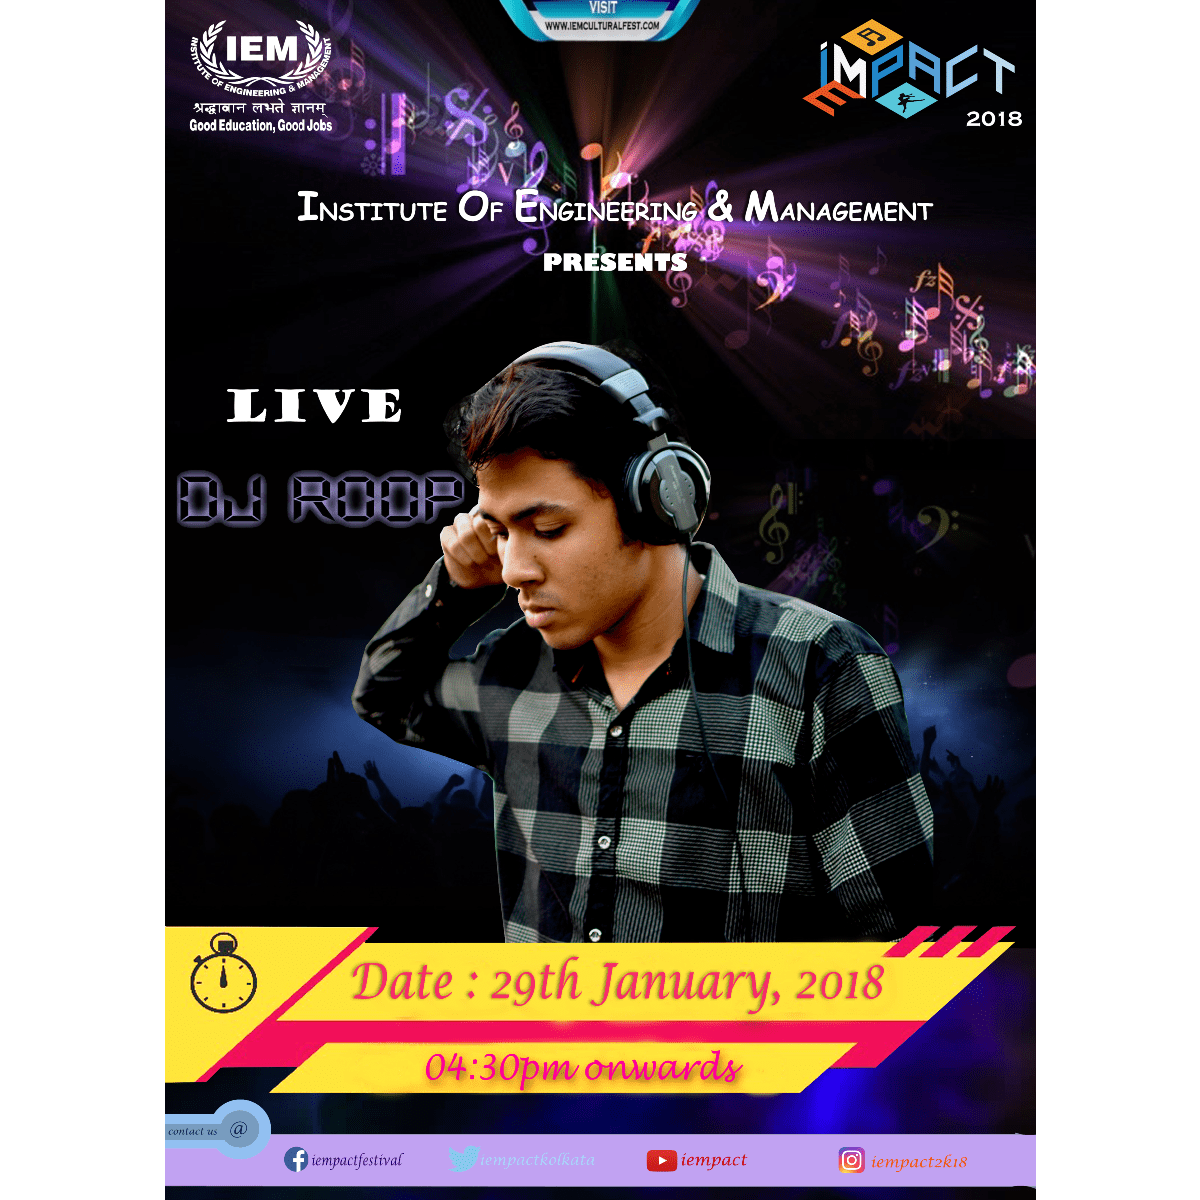 VISIT
WWW.IEMCULTURALFEST.COM
IEM
INSTITUTE OF ENGINEERING & MANAGEMENT
श्रद्धावान लभते ज्ञानम्
Good Education, Good Jobs
iEMPACT
2018
INSTITUTE OF ENGINEERING & MANAGEMENT
PRESENTS
LIVE
DJ ROOP
Date : 29th January, 2018
04:30pm onwards
contact us @
iempactfestival
iempactkolkata
iempact
iempact2k18